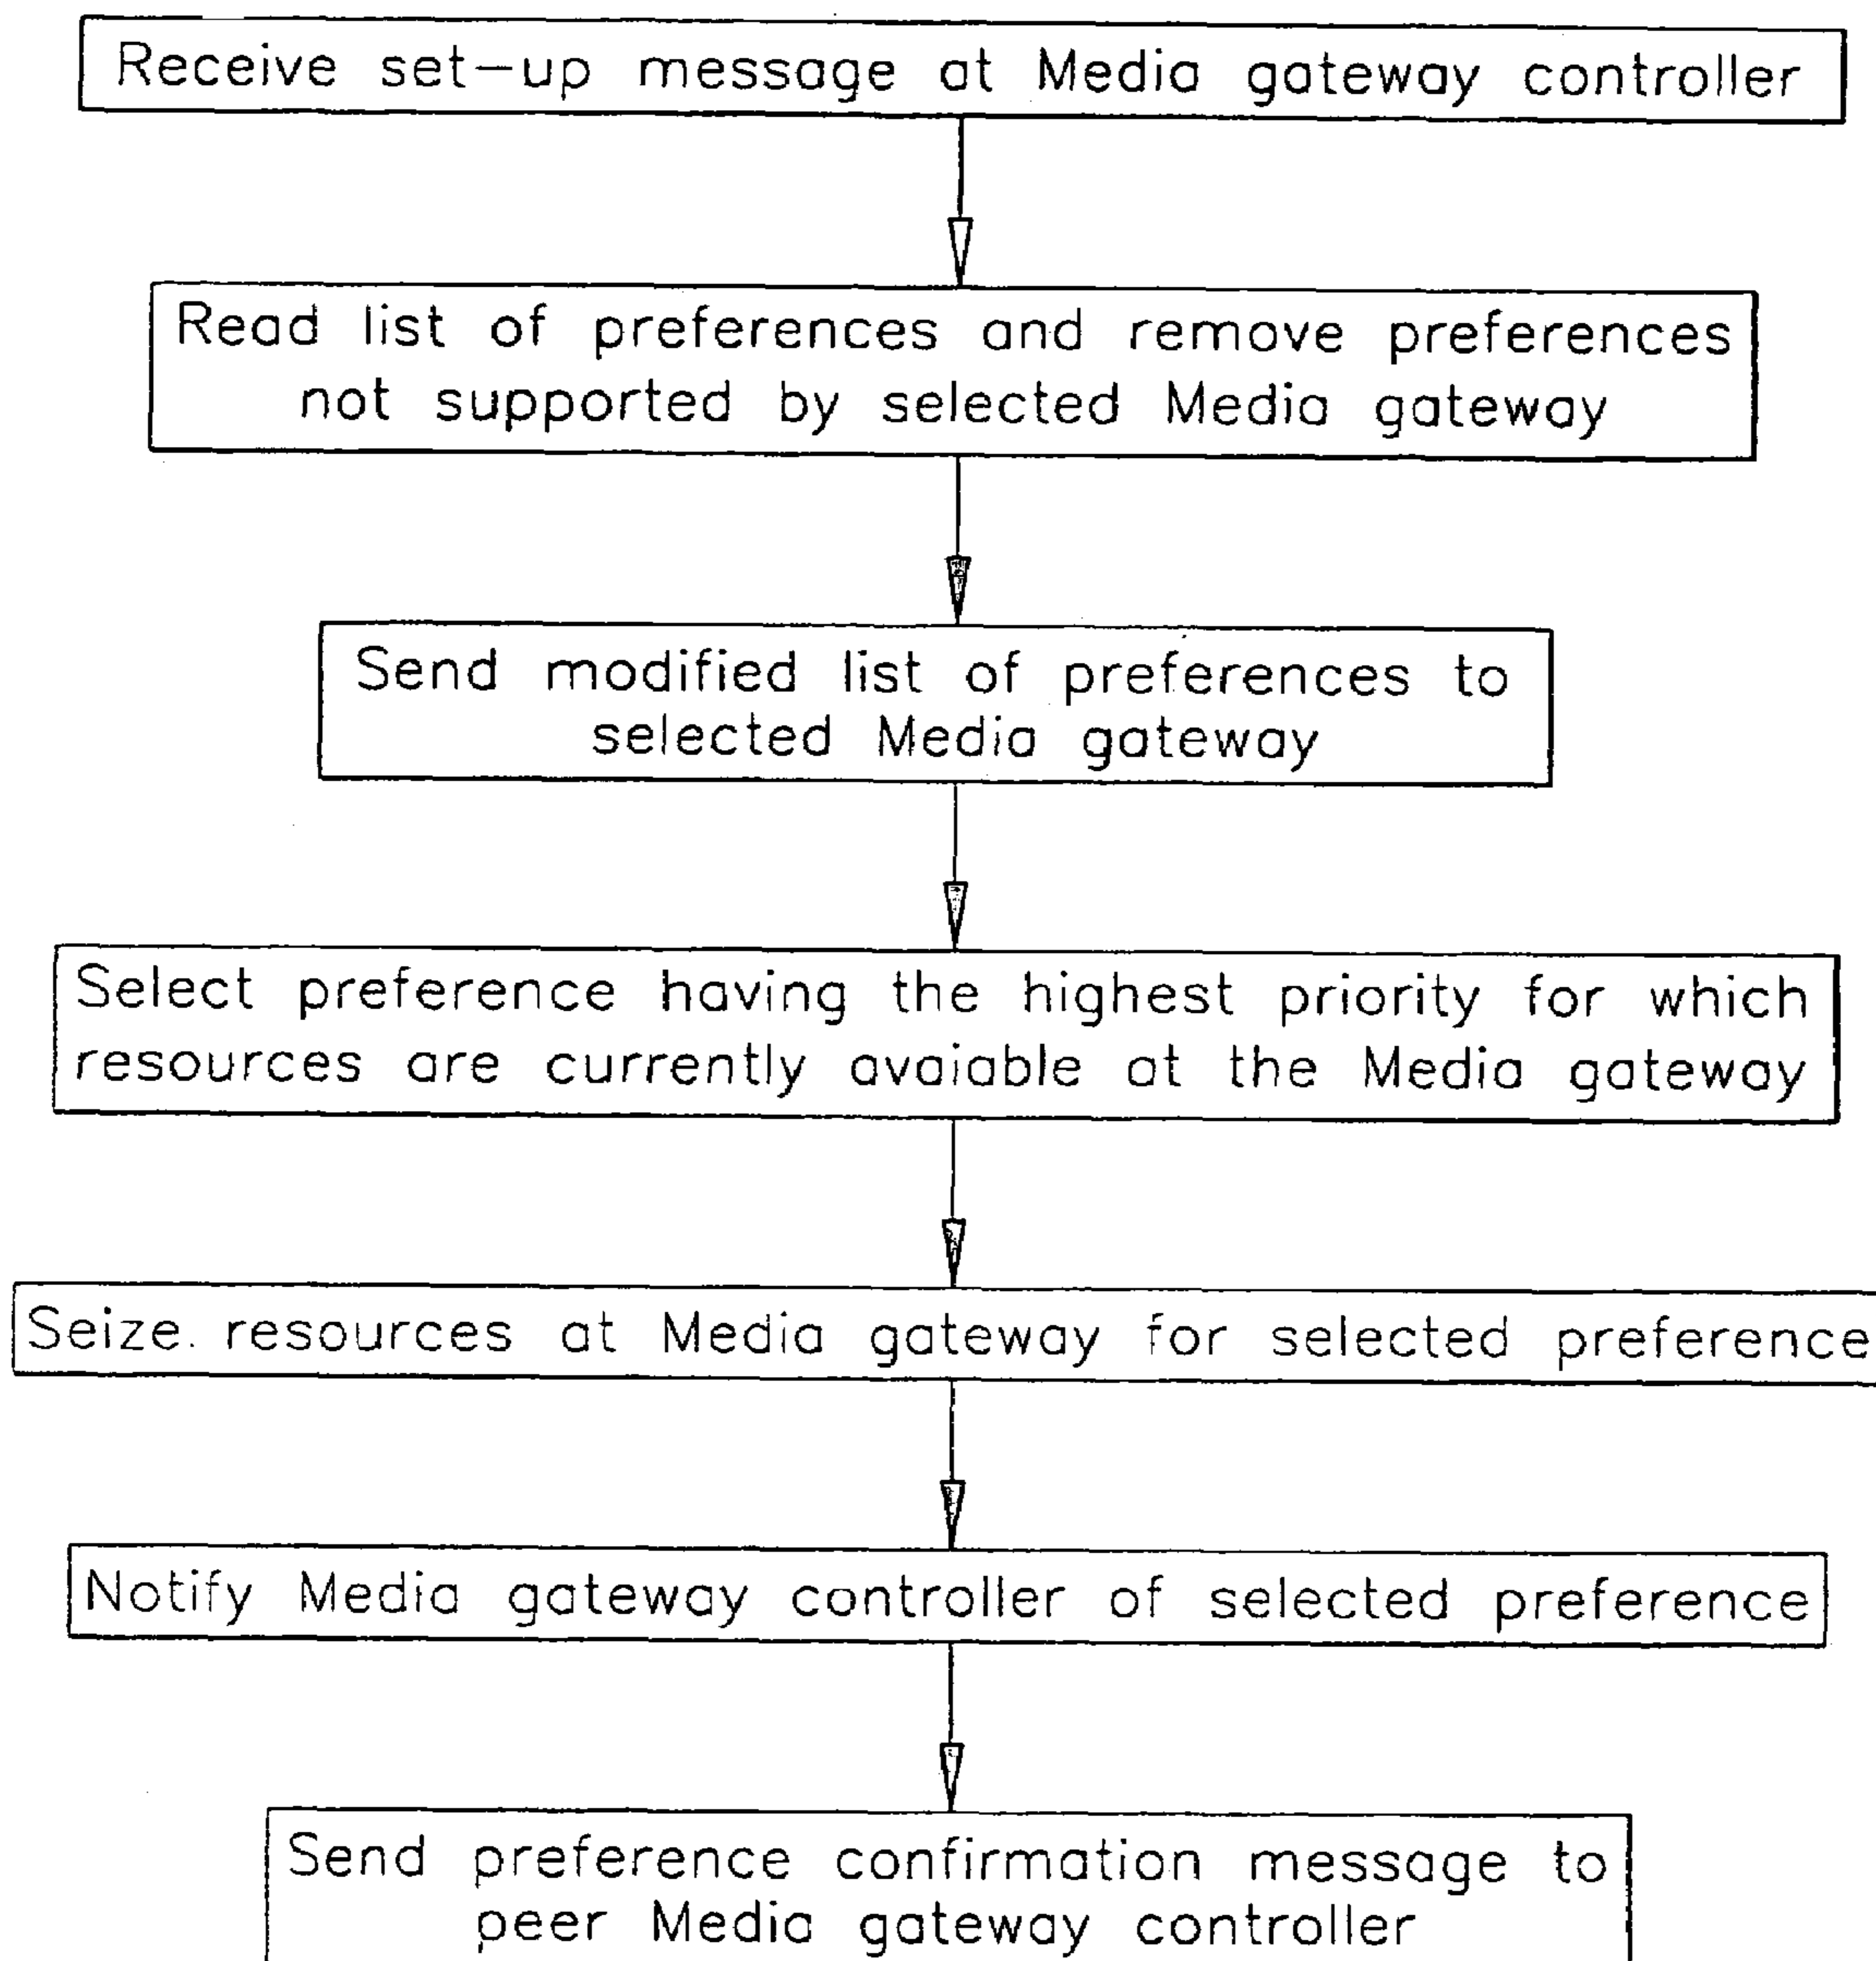 Receive set-up message at Media gateway controller
Read list of preferences and remove preferences
not supported by selected Media gateway
Send modified list of preferences to
selected Media gateway
Select preference having the highest priority for which
resources are currently avaiable at the Media gateway
Seize resources at Media gateway for selected preference
Notify Media gateway controller of selected preference
Send preference confirmation message to
peer Media gateway controller